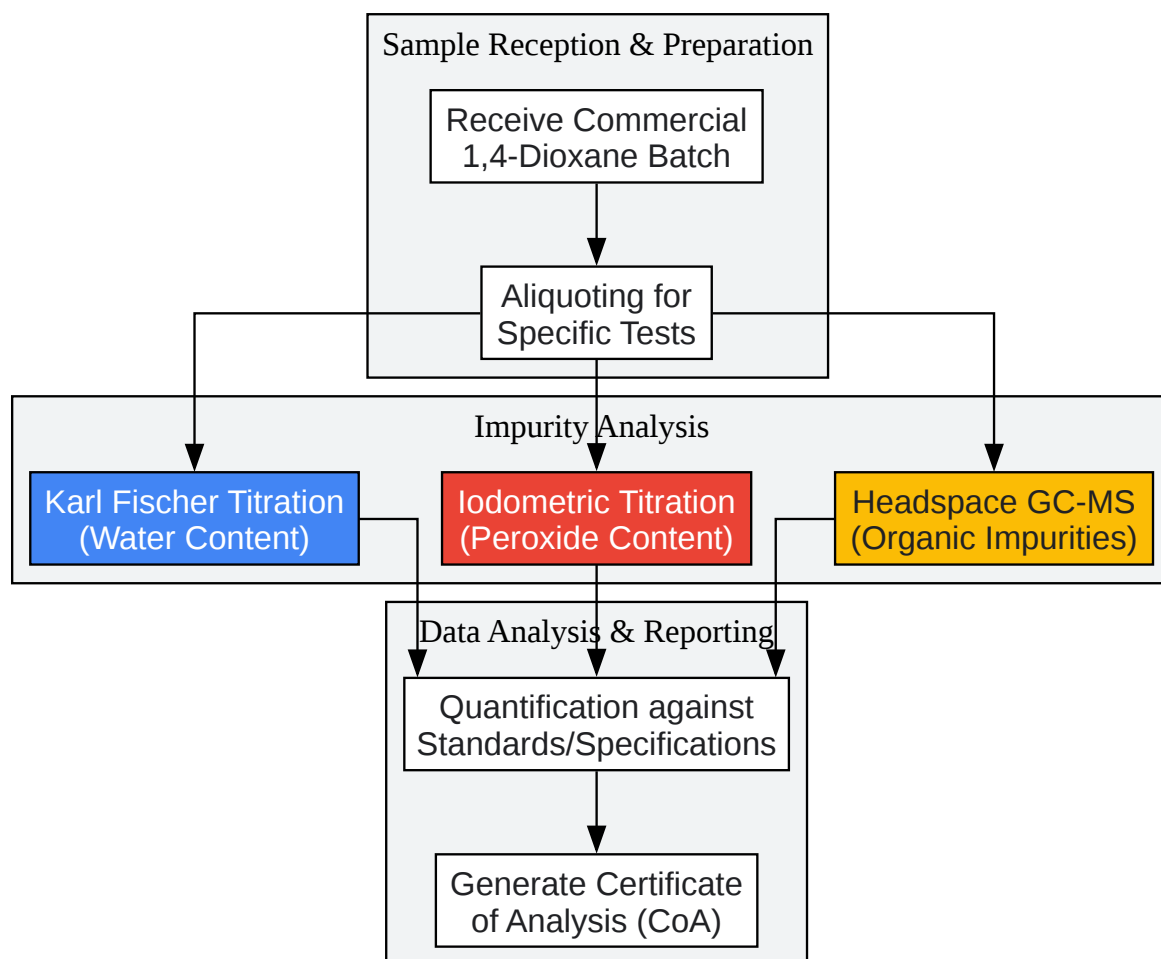 Sample Reception & Preparation
Receive Commercial
1,4-Dioxane Batch
Aliquoting for
Specific Tests
Impurity Analysis
Karl Fischer Titration
(Water Content)
Iodometric Titration
(Peroxide Content)
Headspace GC-MS
(Organic Impurities)
Data Analysis & Reporting
Quantification against
Standards/Specifications
Generate Certificate
of Analysis (CoA)